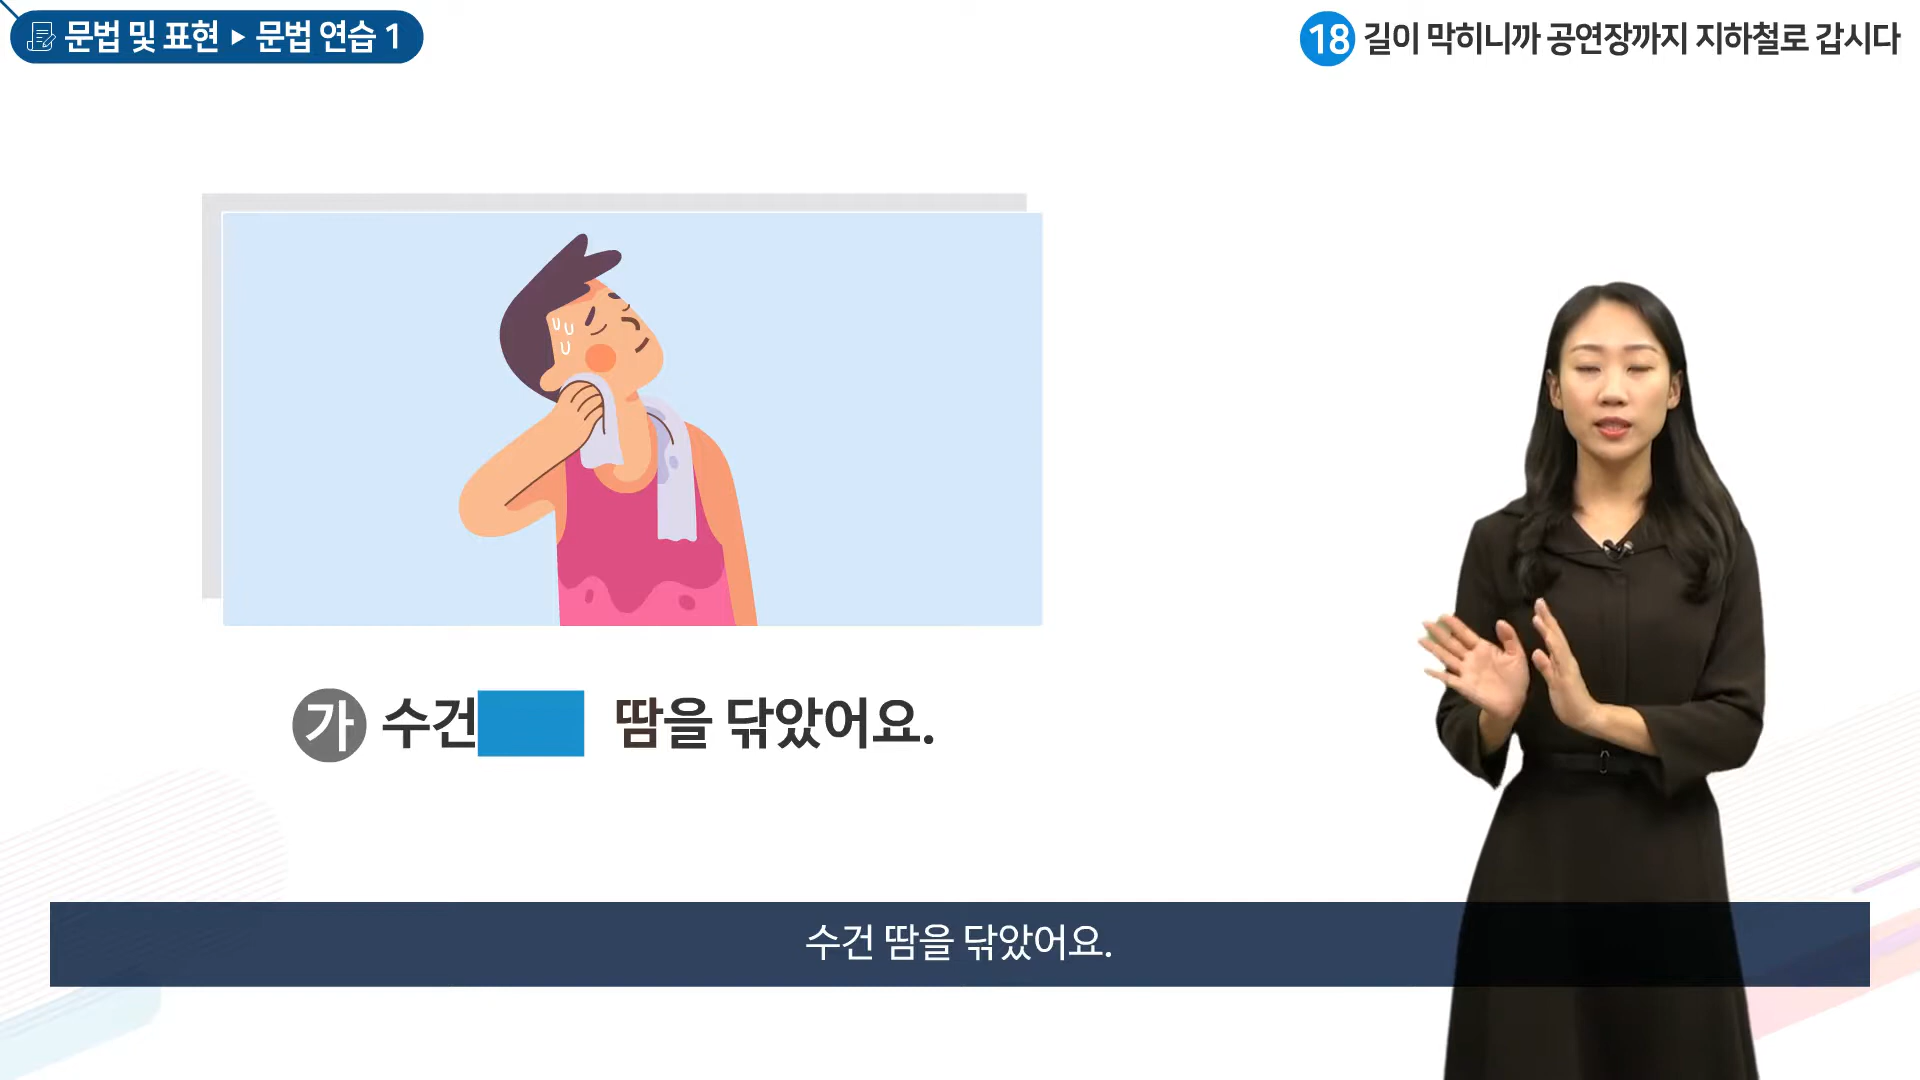 문법 및 표현 ▶ 문법 연습 1
18 길이 막히니까 공연장까지 지하철로 갑시다
가 수건 땀을 닦았어요.
수건 땀을 닦았어요.